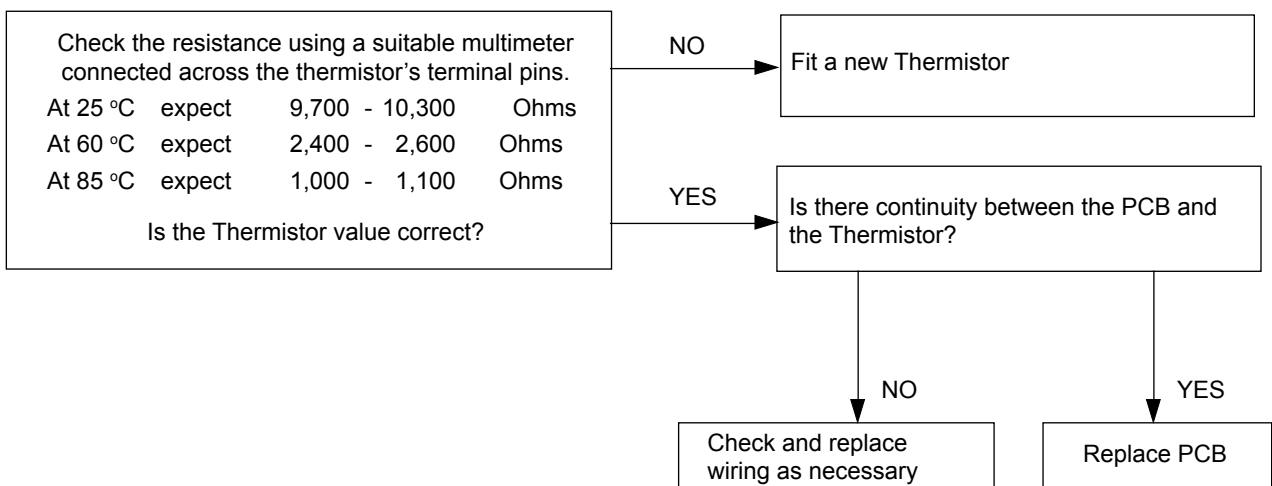 Check the resistance using a suitable multimeter
connected across the thermistor’s terminal pins.
At 25 °C expect 9,700 - 10,300 Ohms
At 60 °C expect 2,400 - 2,600 Ohms
At 85 °C expect 1,000 - 1,100 Ohms
Is the Thermistor value correct?
NO
Fit a new Thermistor
YES
Is there continuity between the PCB and
the Thermistor?
NO
Check and replace
wiring as necessary
YES
Replace PCB